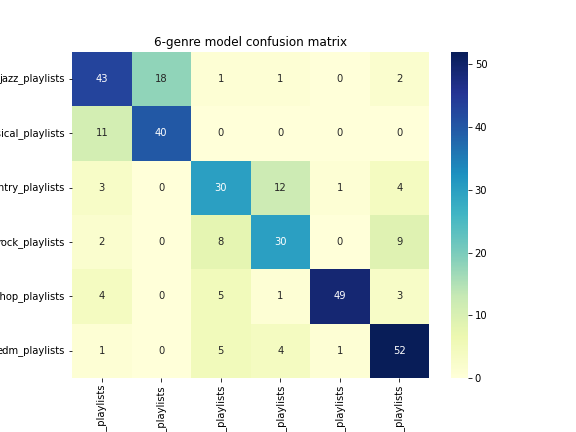 6-genre model confusion matrix
jazz_playlists 43 18 1 1 0 2
sical_playlists 11 40 0 0 0 0
ntry_playlists 3 0 30 12 1 4
rock_playlists 2 0 8 30 0 9
hop_playlists 4 0 5 1 49 3
edm_playlists 1 0 5 4 1 52
_playlists _playlists _playlists _playlists _playlists _playlists
50
40
30
20
10
0